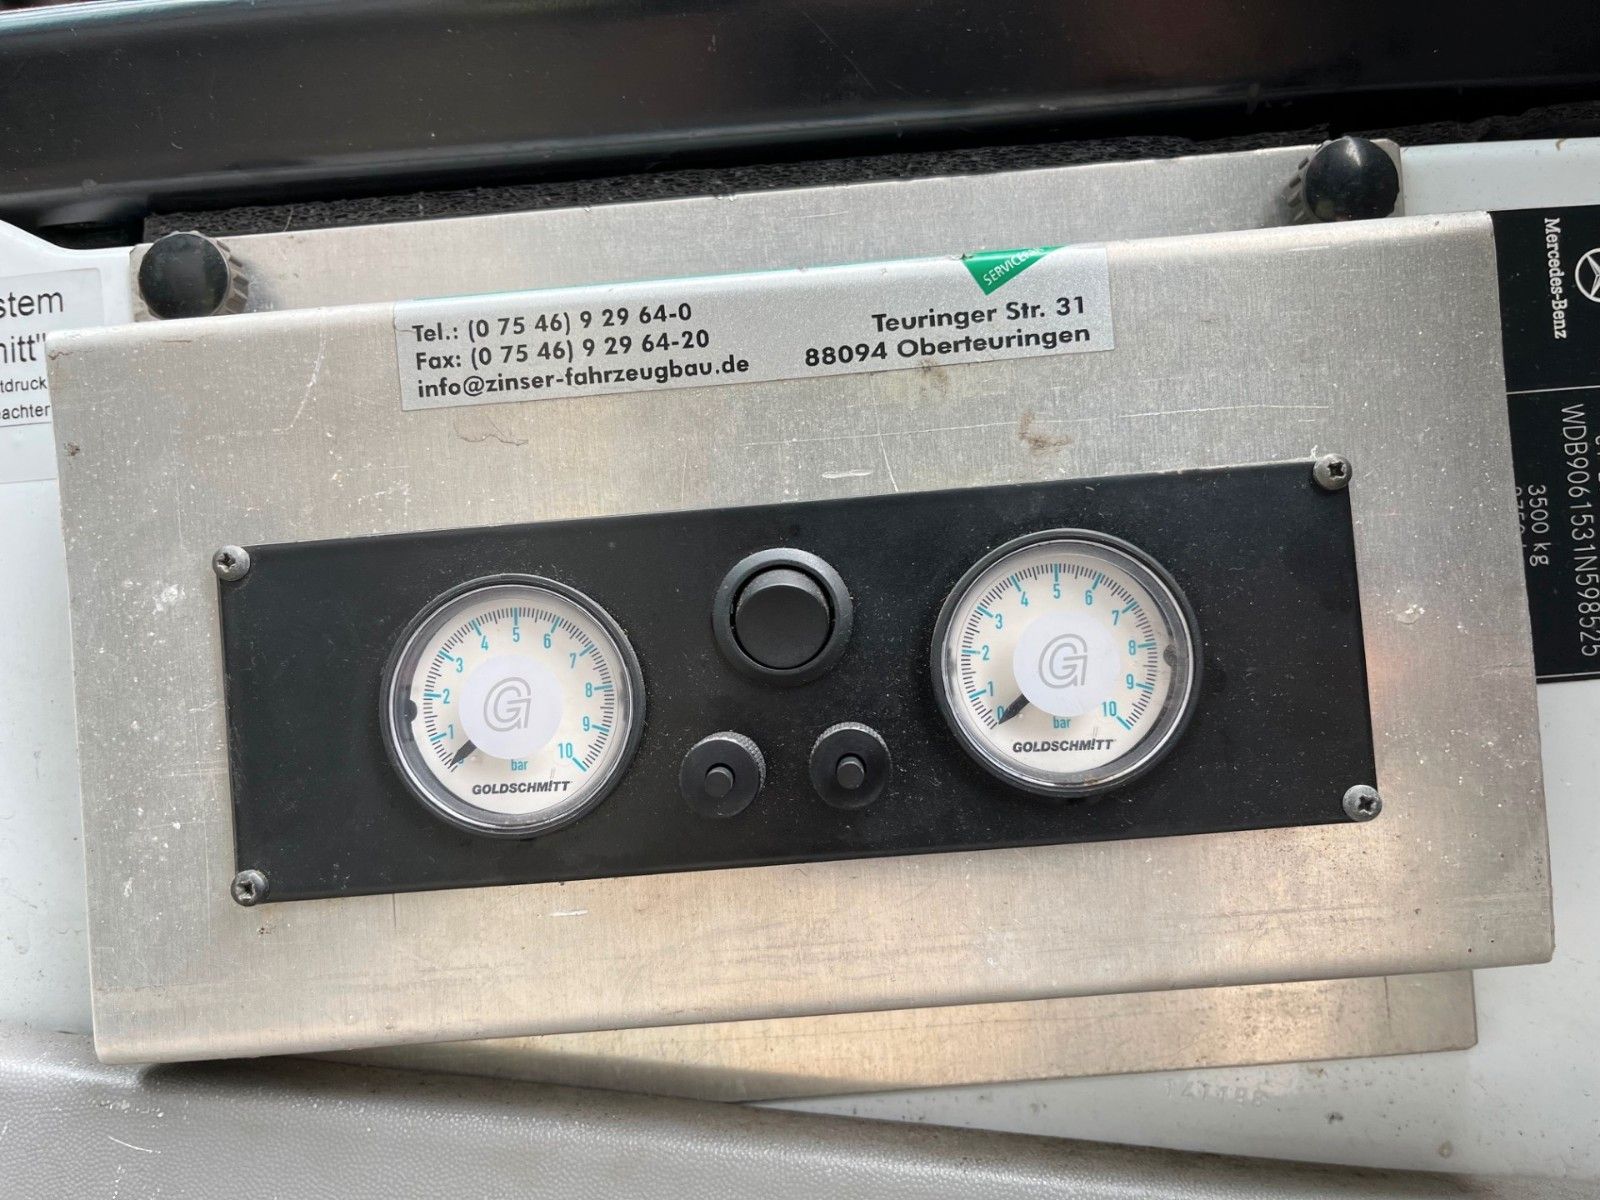 stem
nitt"
tdruck
achter
SERVICE
Tel.: (0 75 46) 9 29 64-0
Fax: (0 75 46) 9 29 64-20
info@zinser-fahrzeugbau.de
Teuringer Str. 31
88094 Oberteuringen
Mercedes-Benz
WDB9061531N598525
3500 kg
1 2 3 4 5 6 7 8 9 10
G
bar
GOLDSCHMITT
0 1 2 3 4 5 6 7 8 9 10
G
bar
GOLDSCHMITT